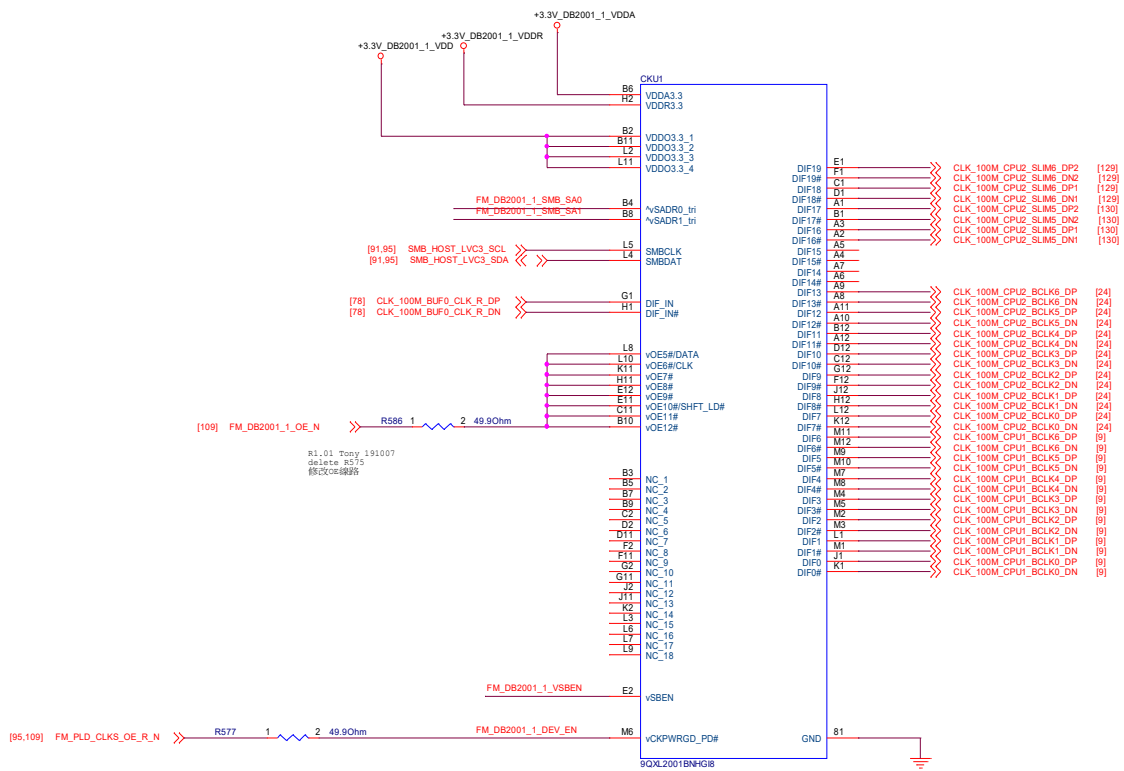 +3.3V_DB2001_1_VDDA
+3.3V_DB2001_1_VDDR
+3.3V_DB2001_1_VDD
CKU1
B6 VDDA3.3
H2 VDDR3.3
B2 VDDO3.3_1
B11 VDDO3.3_2
L2 VDDO3.3_3
L11 VDDO3.3_4
FM_DB2001_1_SMB_SA0 B4 ^vSADR0_tri
FM_DB2001_1_SMB_SA1 B8 ^vSADR1_tri
[91,95] SMB_HOST_LVC3_SCL L5 SMBCLK
[91,95] SMB_HOST_LVC3_SDA L4 SMBDAT
[78] CLK_100M_BUF0_CLK_R_DP G1 DIF_IN
[78] CLK_100M_BUF0_CLK_R_DN H1 DIF_IN#
L8 vOE5#/DATA
L10 vOE6#/CLK
K11 vOE7#
H11 vOE8#
E12 vOE9#
E11 vOE10#/SHFT_LD#
C11 vOE11#
[109] FM_DB2001_1_OE_N R586 1 2 49.9Ohm B10 vOE12#
R1.01 Tony 191007
delete R575
修改OE線路
B3 NC_1
B5 NC_2
B7 NC_3
B9 NC_4
C2 NC_5
D2 NC_6
D11 NC_7
F2 NC_8
F11 NC_9
G2 NC_10
G11 NC_11
J2 NC_12
J11 NC_13
K2 NC_14
L3 NC_15
L6 NC_16
L7 NC_17
L9 NC_18
FM_DB2001_1_VSBEN E2 vSBEN
[95,109] FM_PLD_CLKS_OE_R_N R577 1 2 49.9Ohm FM_DB2001_1_DEV_EN M6 vCKPWRGD_PD#
DIF19 E1 CLK_100M_CPU2_SLIM6_DP2 [129]
DIF19# F1 CLK_100M_CPU2_SLIM6_DN2 [129]
DIF18 C1 CLK_100M_CPU2_SLIM6_DP1 [129]
DIF18# D1 CLK_100M_CPU2_SLIM6_DN1 [129]
DIF17 A1 CLK_100M_CPU2_SLIM5_DP2 [130]
DIF17# B1 CLK_100M_CPU2_SLIM5_DN2 [130]
DIF16 A3 CLK_100M_CPU2_SLIM5_DP1 [130]
DIF16# A2 CLK_100M_CPU2_SLIM5_DN1 [130]
DIF15 A5
DIF15# A4
DIF14 A7
DIF14# A6
DIF13 A9 CLK_100M_CPU2_BCLK6_DP [24]
DIF13# A8 CLK_100M_CPU2_BCLK6_DN [24]
DIF12 A11 CLK_100M_CPU2_BCLK5_DP [24]
DIF12# A10 CLK_100M_CPU2_BCLK5_DN [24]
DIF11 B12 CLK_100M_CPU2_BCLK4_DP [24]
DIF11# A12 CLK_100M_CPU2_BCLK4_DN [24]
DIF10 D12 CLK_100M_CPU2_BCLK3_DP [24]
DIF10# C12 CLK_100M_CPU2_BCLK3_DN [24]
DIF9 G12 CLK_100M_CPU2_BCLK2_DP [24]
DIF9# F12 CLK_100M_CPU2_BCLK2_DN [24]
DIF8 J12 CLK_100M_CPU2_BCLK1_DP [24]
DIF8# H12 CLK_100M_CPU2_BCLK1_DN [24]
DIF7 L12 CLK_100M_CPU2_BCLK0_DP [24]
DIF7# K12 CLK_100M_CPU2_BCLK0_DN [24]
DIF6 M11 CLK_100M_CPU1_BCLK6_DP [9]
DIF6# M12 CLK_100M_CPU1_BCLK6_DN [9]
DIF5 M9 CLK_100M_CPU1_BCLK5_DP [9]
DIF5# M10 CLK_100M_CPU1_BCLK5_DN [9]
DIF4 M7 CLK_100M_CPU1_BCLK4_DP [9]
DIF4# M8 CLK_100M_CPU1_BCLK4_DN [9]
DIF3 M4 CLK_100M_CPU1_BCLK3_DP [9]
DIF3# M5 CLK_100M_CPU1_BCLK3_DN [9]
DIF2 M2 CLK_100M_CPU1_BCLK2_DP [9]
DIF2# M3 CLK_100M_CPU1_BCLK2_DN [9]
DIF1 L1 CLK_100M_CPU1_BCLK1_DP [9]
DIF1# M1 CLK_100M_CPU1_BCLK1_DN [9]
DIF0 J1 CLK_100M_CPU1_BCLK0_DP [9]
DIF0# K1 CLK_100M_CPU1_BCLK0_DN [9]
GND 81
9QXL2001BNHGI8